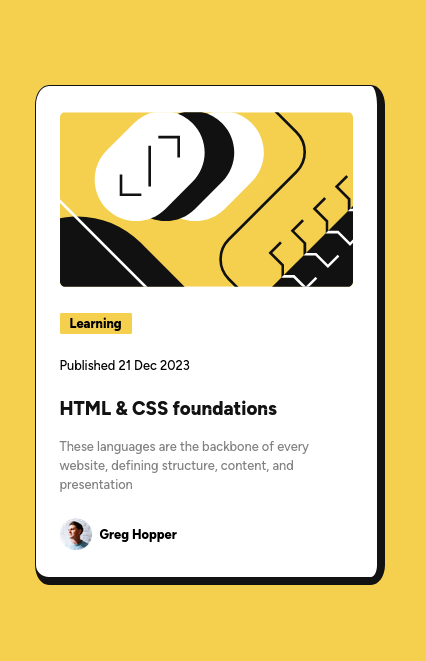 Learning
Published 21 Dec 2023
HTML & CSS foundations
These languages are the backbone of every
website, defining structure, content, and
presentation
Greg Hopper